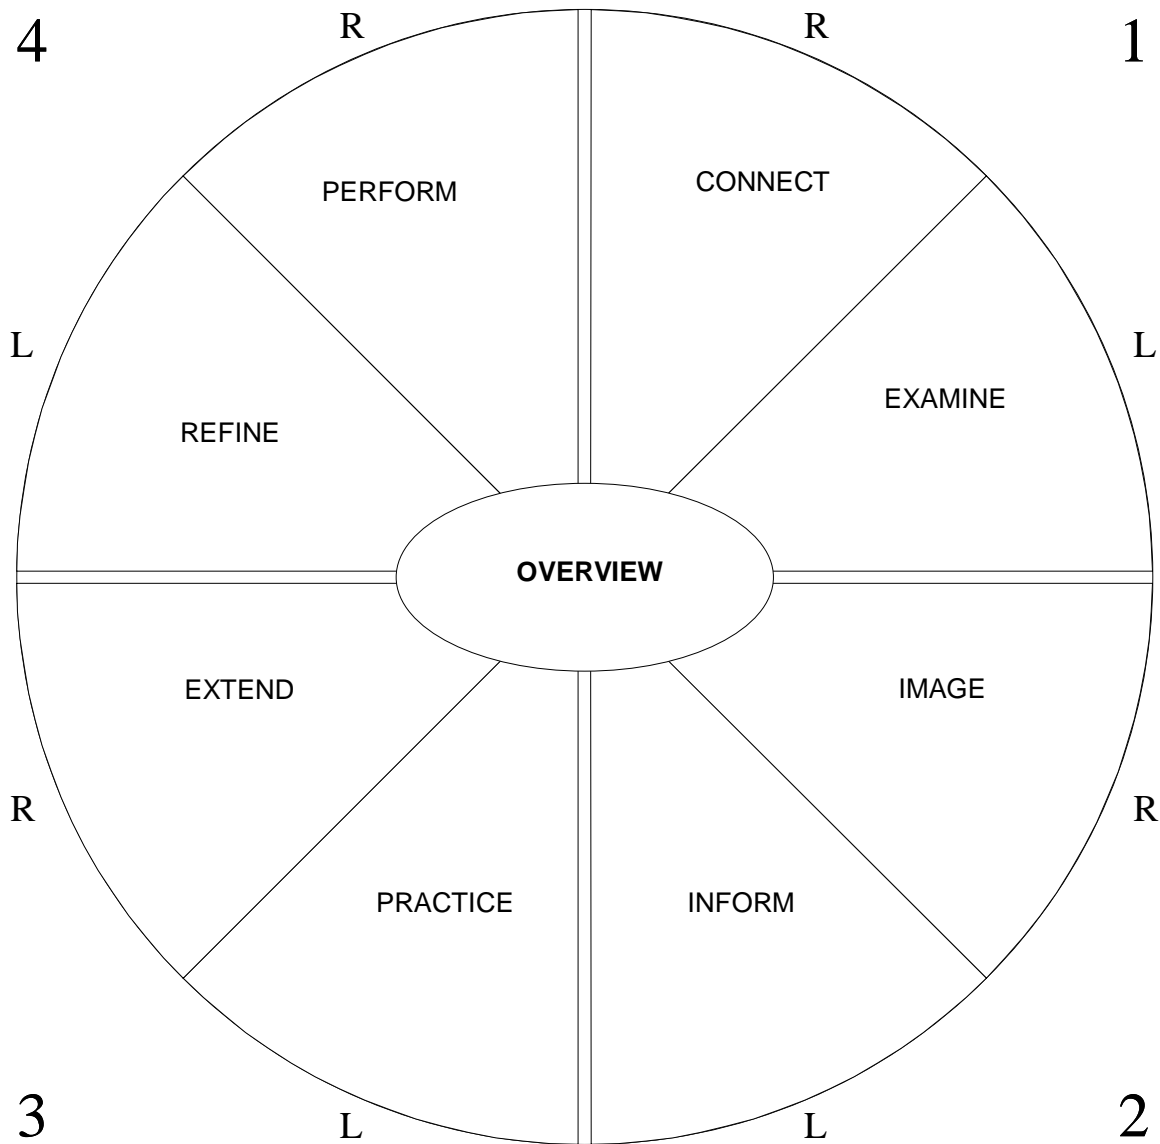 4
R
R
1
PERFORM
CONNECT
L
L
REFINE
EXAMINE
OVERVIEW
EXTEND
IMAGE
R
R
PRACTICE
INFORM
3
L
L
2